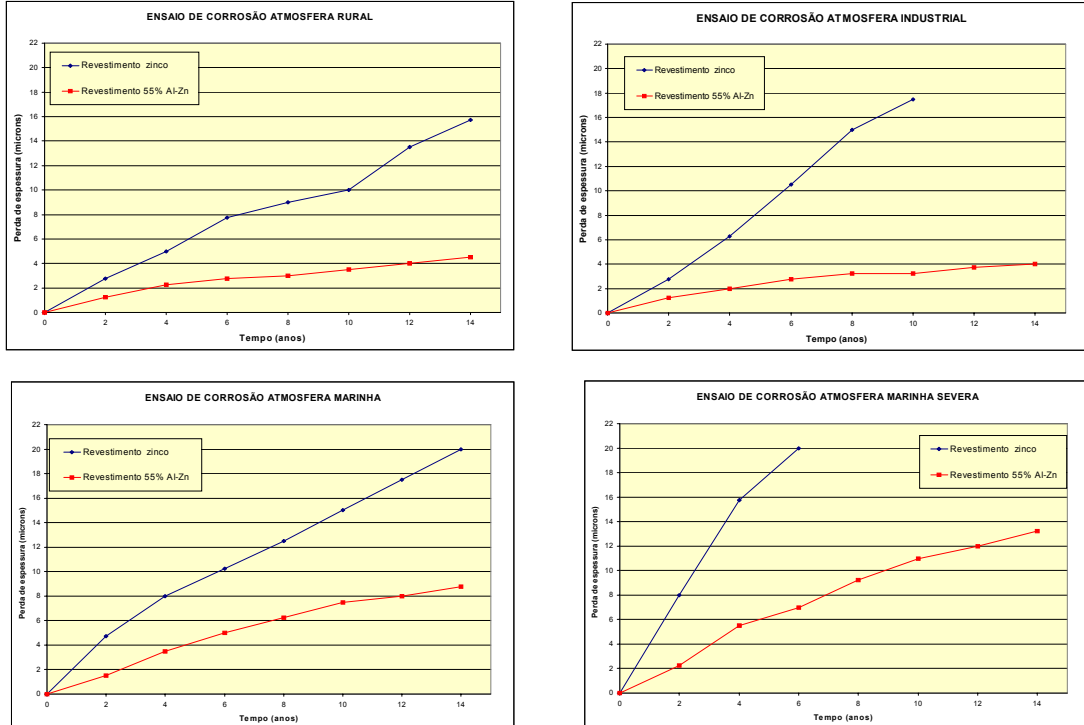 ENSAIO DE CORROSÃO ATMOSFERA RURAL
Perda de espessura (microns)
22
20
18
16
14
12
10
8
6
4
2
0
Revestimento zinco
Revestimento 55% Al-Zn
0 2 4 6 8 10 12 14
Tempo (anos)
ENSAIO DE CORROSÃO ATMOSFERA INDUSTRIAL
Perda de espessura (microns)
22
20
18
16
14
12
10
8
6
4
2
0
Revestimento zinco
Revestimento 55% Al-Zn
0 2 4 6 8 10 12 14
Tempo (anos)
ENSAIO DE CORROSÃO ATMOSFERA MARINHA
Perda de espessura (microns)
22
20
18
16
14
12
10
8
6
4
2
0
Revestimento zinco
Revestimento 55% Al-Zn
0 2 4 6 8 10 12 14
Tempo (anos)
ENSAIO DE CORROSÃO ATMOSFERA MARINHA SEVERA
Perda de espessura (microns)
22
20
18
16
14
12
10
8
6
4
2
0
Revestimento zinco
Revestimento 55% Al-Zn
0 2 4 6 8 10 12 14
Tempo (anos)